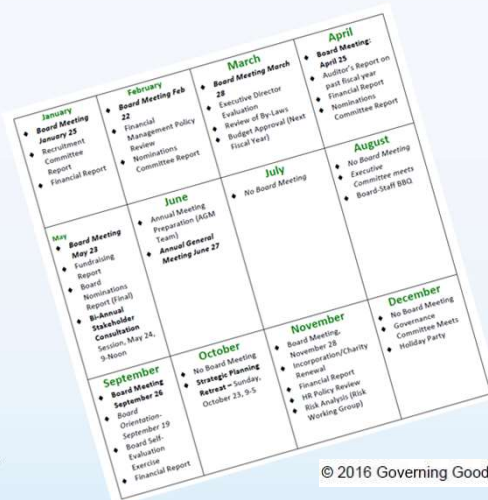 January
♦ Board Meeting
January 25
♦ Recruitment
Committee
Report
♦ Financial Report
February
♦ Board Meeting Feb
22
♦ Financial
Management Policy
Review
♦ Nominations
Committee Report
March
♦ Board Meeting March
28
♦ Executive Director
Evaluation
♦ Review of By-Laws
♦ Budget Approval (Next
Fiscal Year)
April
♦ Board Meeting:
April 25
♦ Auditor's Report on
past fiscal year
♦ Financial Report
♦ Nominations
Committee Report
May
♦ Board Meeting
May 23
♦ Fundraising
Report
♦ Board
Nominations
Report (Final)
♦ Bi-Annual
Stakeholder
Consultation
Session, May 24,
9-Noon
June
♦ Annual Meeting
Preparation (AGM
Team)
♦ Annual General
Meeting June 27
July
♦ No Board Meeting
August
♦ No Board Meeting
♦ Executive
Committee meets
♦ Board-Staff BBQ
September
♦ Board Meeting
September 26
♦ Board
Orientation-
September 19
♦ Board Self-
Evaluation
Exercise
♦ Financial Report
October
♦ No Board Meeting
♦ Strategic Planning
Retreat – Sunday,
October 23, 9-5
November
♦ Board Meeting,
November 28
♦ Incorporation/Charity
Renewal
♦ Financial Report
♦ HR Policy Review
♦ Risk Analysis (Risk
Working Group)
December
♦ No Board Meeting
♦ Governance
Committee Meets
♦ Holiday Party
© 2016 Governing Good